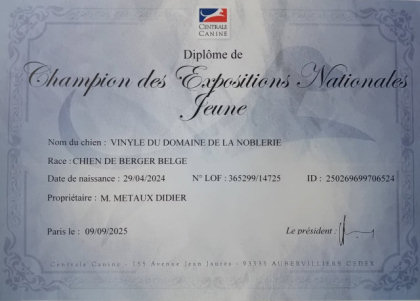 CENTRALE
CANINE
Diplôme de
Champion des Expositions Nationales
Jeune
Nom du chien : VINYLE DU DOMAINE DE LA NOBLERIE
Race : CHIEN DE BERGER BELGE
Date de naissance : 29/04/2024 N° LOF : 365299/14725 ID : 250269699706524
Propriétaire : M. METAUX DIDIER
Paris le : 09/09/2025 Le président :
Centrale Canine - 155 Avenue Jean Jaurès - 93535 AUBERVILLIERS CEDEX